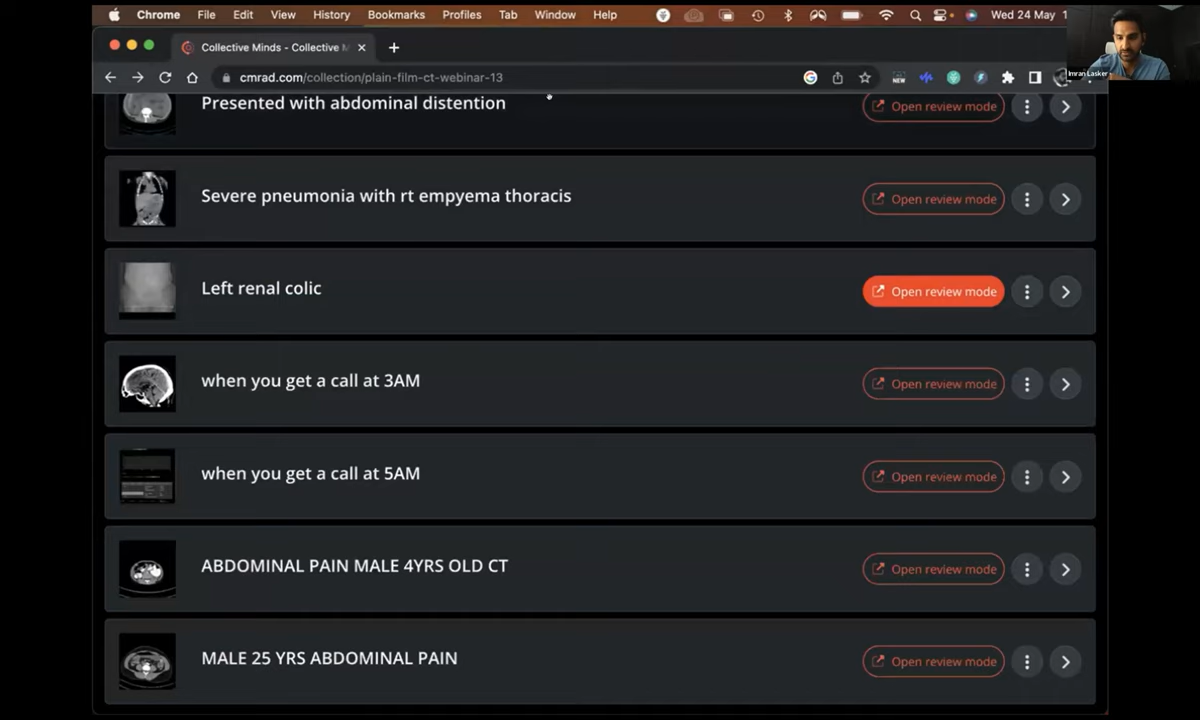 Chrome File Edit View History Bookmarks Profiles Tab Window Help Wed 24 May 1
Imran Lasker
Collective Minds - Collective M
cmrad.com/collection/plain-film-ct-webinar-13
NEW
Presented with abdominal distention Open review mode
Severe pneumonia with rt empyema thoracis Open review mode
Left renal colic Open review mode
when you get a call at 3AM Open review mode
when you get a call at 5AM Open review mode
ABDOMINAL PAIN MALE 4YRS OLD CT Open review mode
MALE 25 YRS ABDOMINAL PAIN Open review mode